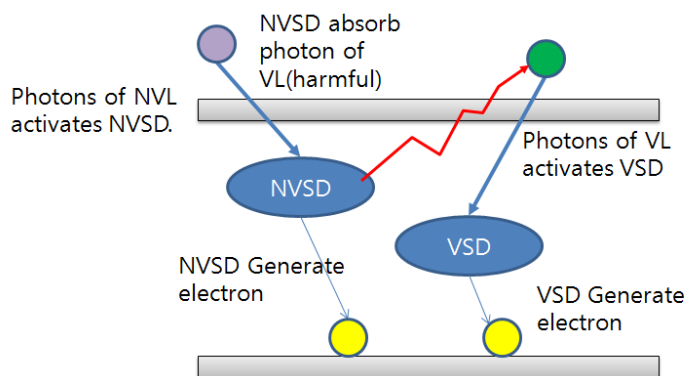 NVSD absorb
photon of
VL(harmful)
Photons of NVL
activates NVSD.
Photons of VL
activates VSD
NVSD
VSD
NVSD Generate
electron
VSD Generate
electron